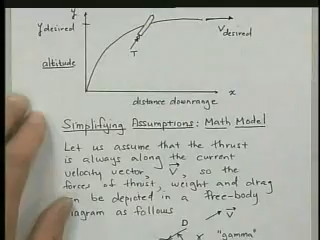 y
y desired
V desired
T
altitude
distance downrange x
Simplifying Assumptions: Math Model
Let us assume that the thrust
is always along the current
velocity vector, V, so the
forces of thrust, weight and drag
be depicted in a free-body
diagram as follows
V
D
γ "gamma"